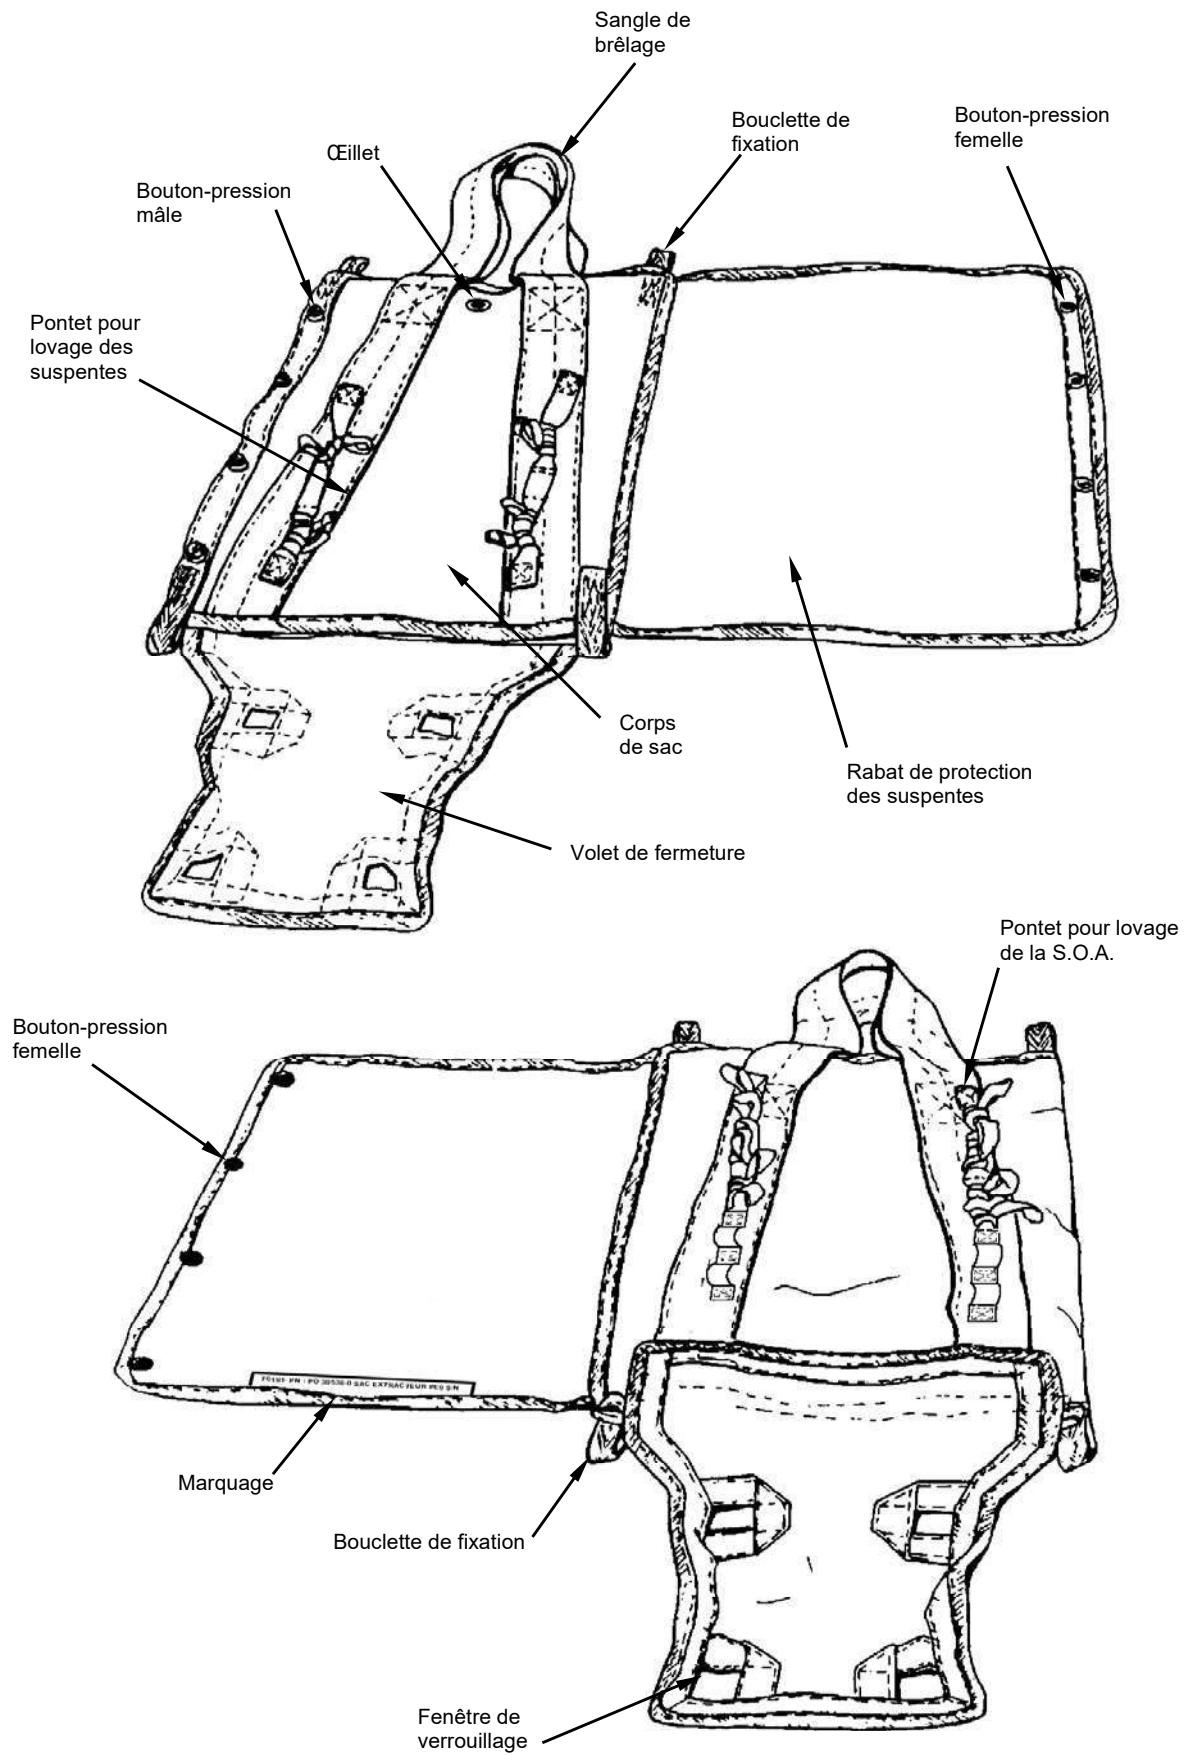 Sangle de
brêlage
Bouclette de
fixation
Bouton-pression
femelle
Œillet
Bouton-pression
mâle
Pontet pour
lovage des
suspentes
Corps
de sac
Rabat de protection
des suspentes
Volet de fermeture
Pontet pour lovage
de la S.O.A.
Bouton-pression
femelle
SAC EXTRACTEUR
Marquage
Bouclette de fixation
Fenêtre de
verrouillage